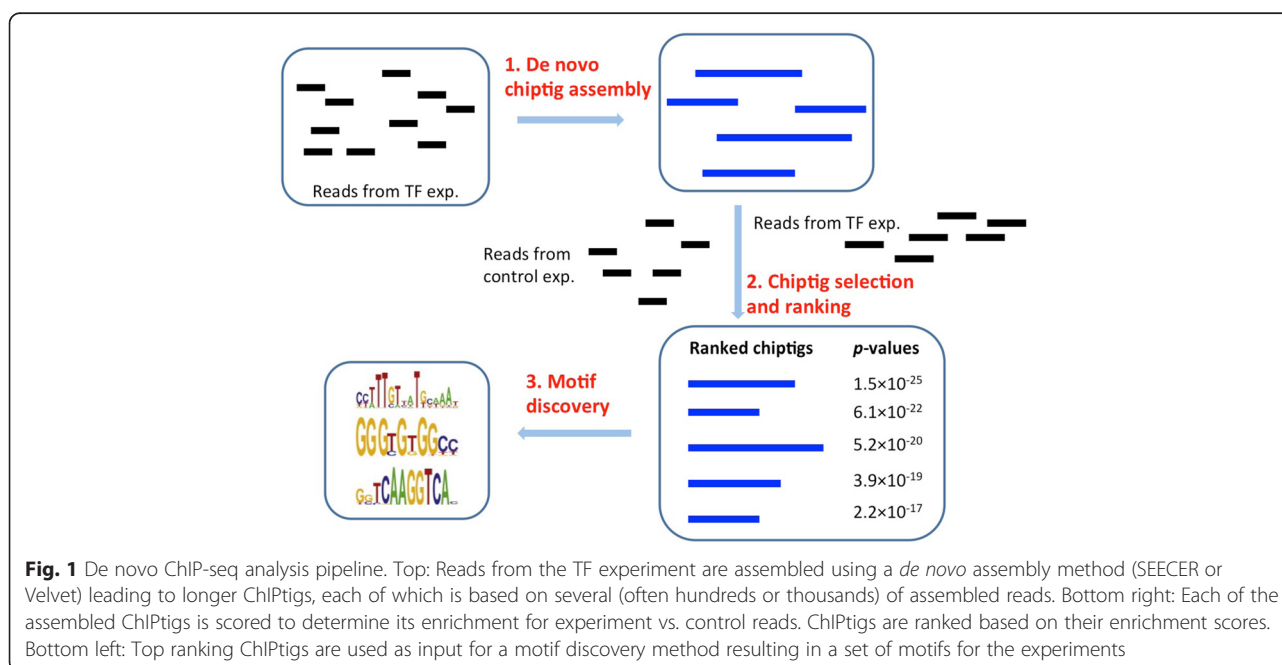 1. De novo
chiptig assembly
Reads from TF exp.
Reads from
control exp.
Reads from TF exp.
2. Chiptig selection
and ranking
Ranked chiptigs p-values
1.5×10⁻²⁵
6.1×10⁻²²
5.2×10⁻²⁰
3.9×10⁻¹⁹
2.2×10⁻¹⁷
3. Motif
discovery
GGGTGTGGCC
GGTCAAGGTCA
Fig. 1 De novo ChIP-seq analysis pipeline. Top: Reads from the TF experiment are assembled using a de novo assembly method (SEECER or
Velvet) leading to longer ChIPtigs, each of which is based on several (often hundreds or thousands) of assembled reads. Bottom right: Each of the
assembled ChIPtigs is scored to determine its enrichment for experiment vs. control reads. ChIPtigs are ranked based on their enrichment scores.
Bottom left: Top ranking ChIPtigs are used as input for a motif discovery method resulting in a set of motifs for the experiments